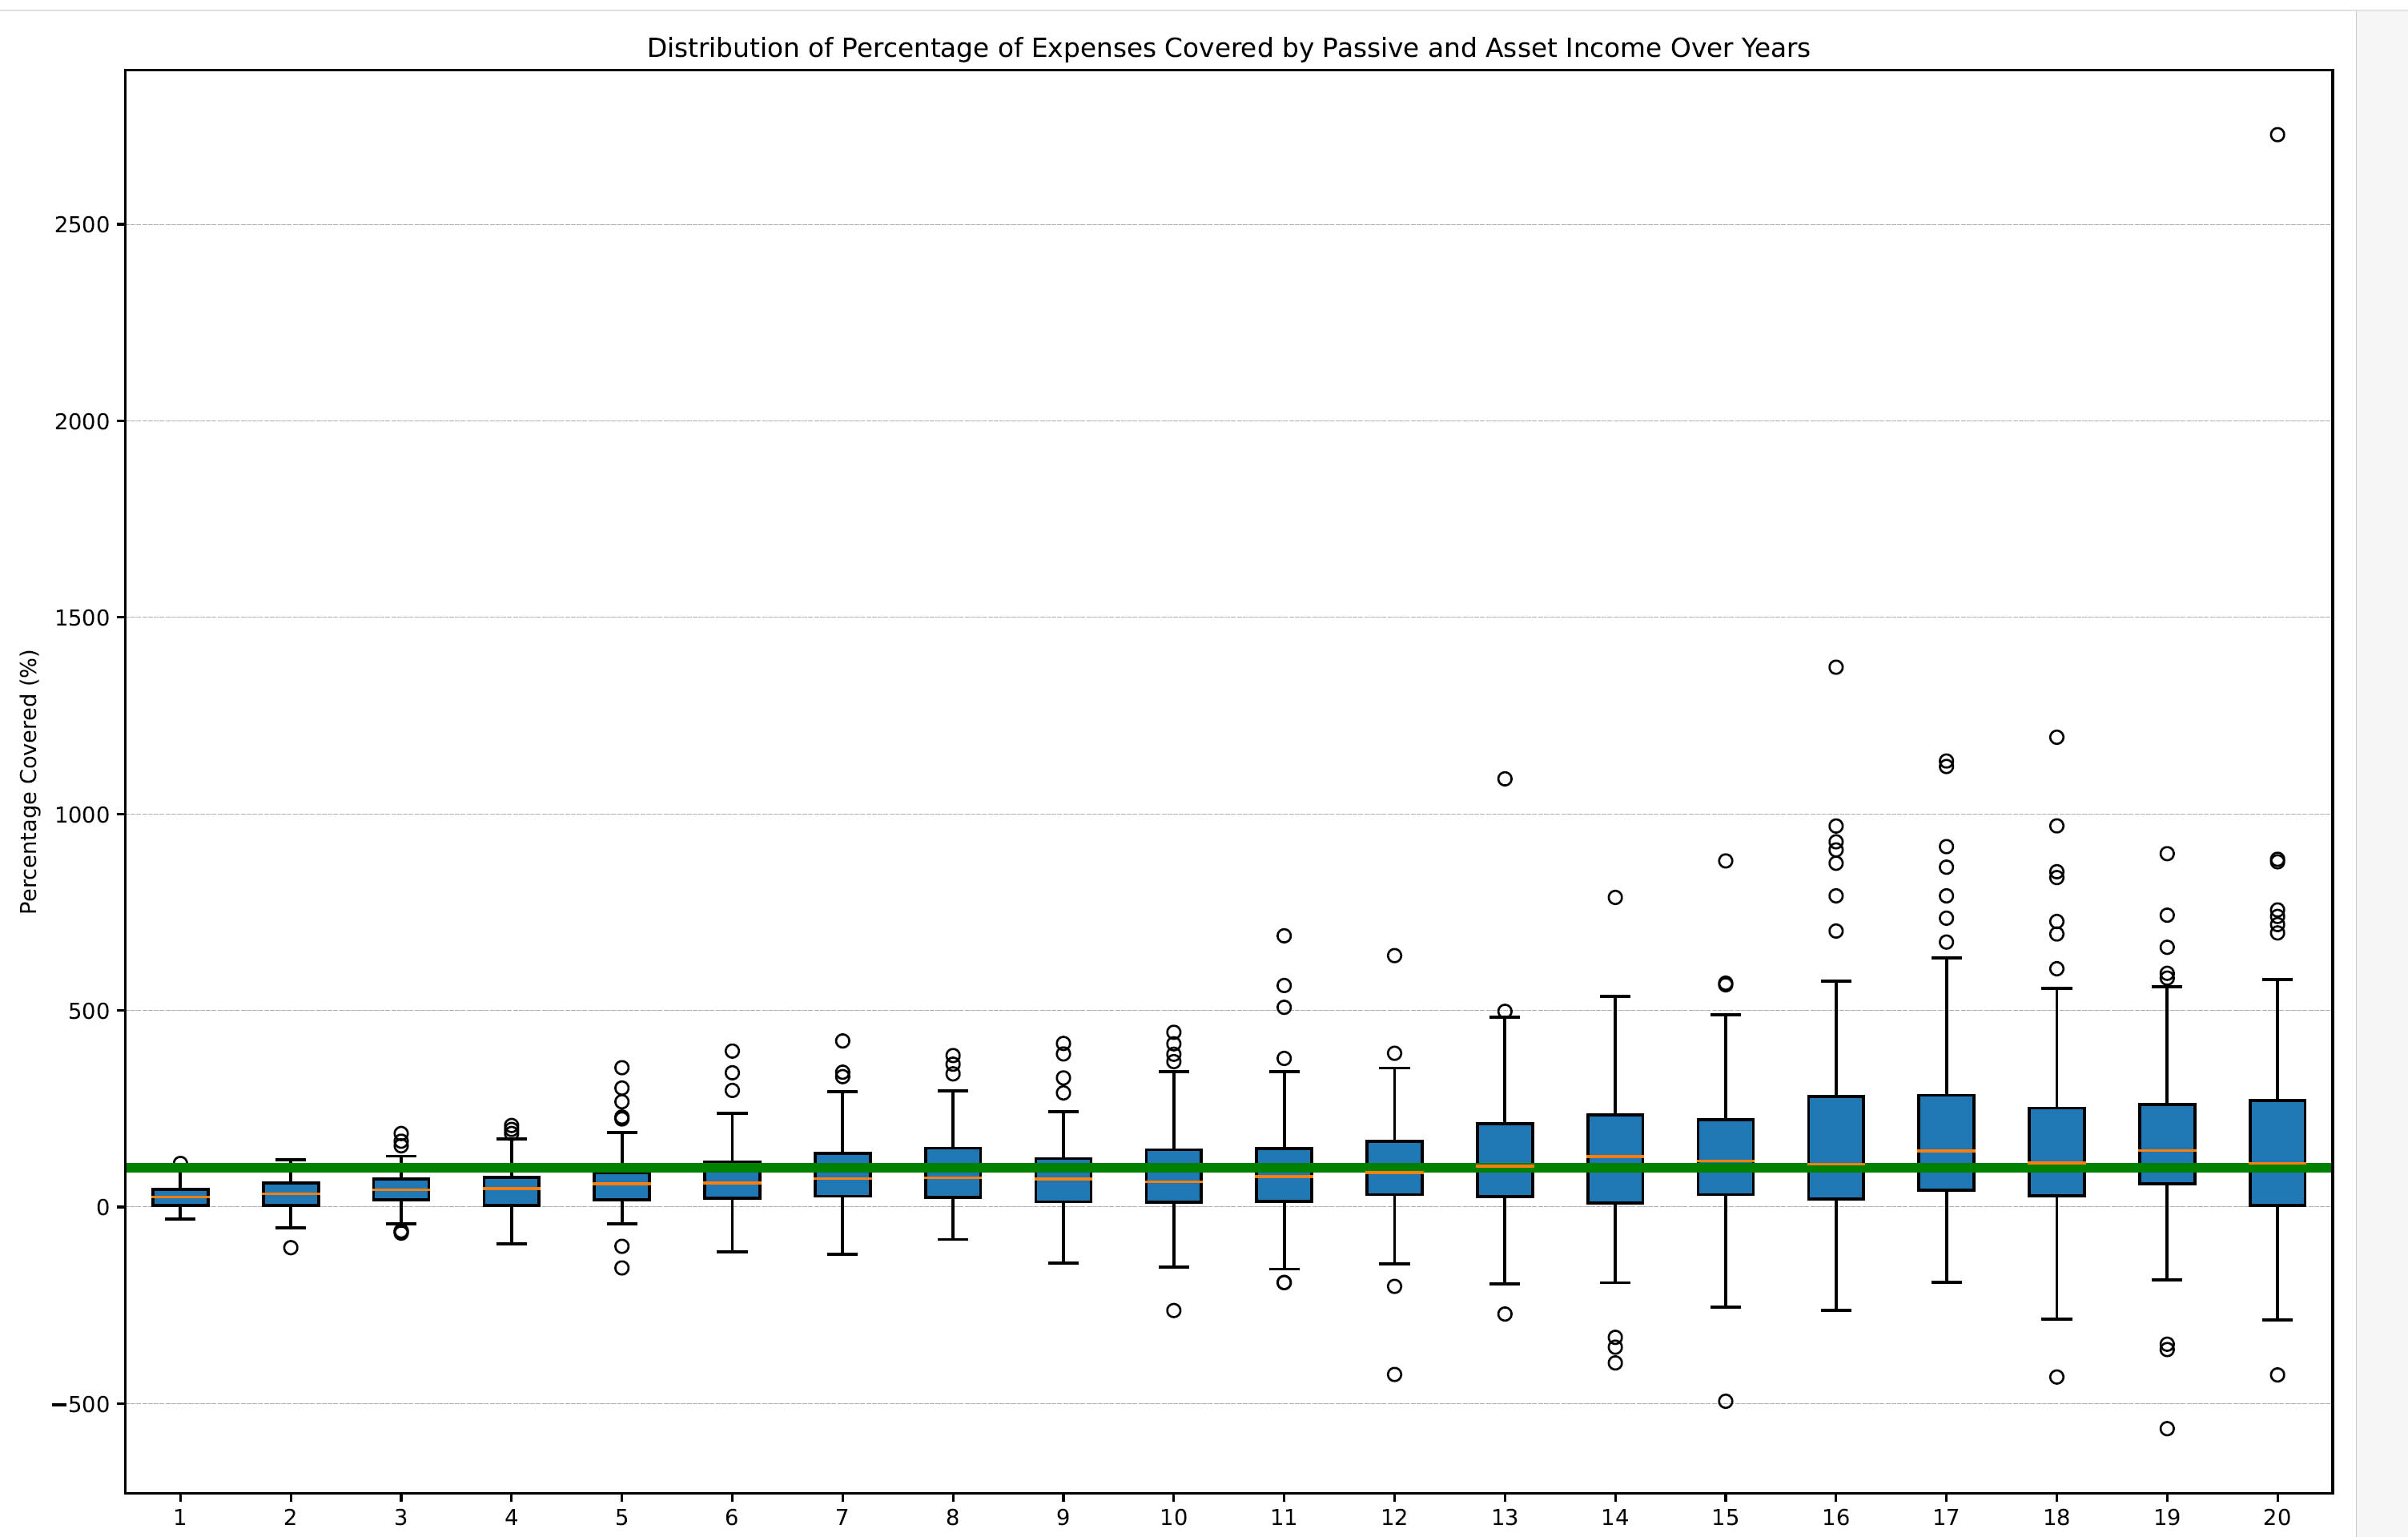 Distribution of Percentage of Expenses Covered by Passive and Asset Income Over Years
Percentage Covered (%)
2500
2000
1500
1000
500
0
−500
1 2 3 4 5 6 7 8 9 10 11 12 13 14 15 16 17 18 19 20